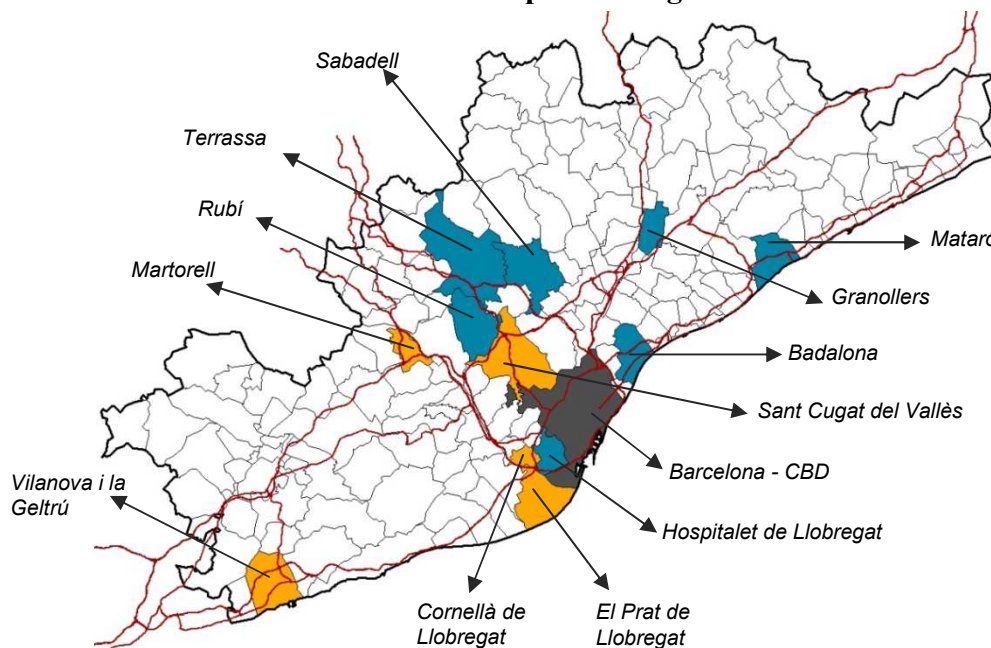 Sabadell
Terrassa
Rubí
Martorell
Mataró
Granollers
Badalona
Sant Cugat del Vallès
Barcelona - CBD
Vilanova i la
Geltrú
Hospitalet de Llobregat
Cornellà de
Llobregat
El Prat de
Llobregat